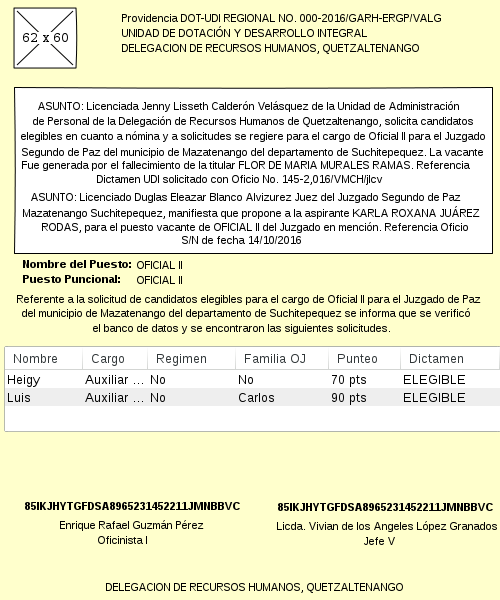 62 x 60
Providencia DOT-UDI REGIONAL NO. 000-2016/GARH-ERGP/VALG
UNIDAD DE DOTACIÓN Y DESARROLLO INTEGRAL
DELEGACION DE RECURSOS HUMANOS, QUETZALTENANGO
ASUNTO: Licenciada Jenny Lisseth Calderón Velásquez de la Unidad de Administración
de Personal de la Delegación de Recursos Humanos de Quetzaltenango, solicita candidatos
elegibles en cuanto a nómina y a solicitudes se regiere para el cargo de Oficial II para el Juzgado
Segundo de Paz del municipio de Mazatenango del departamento de Suchitepequez. La vacante
Fue generada por el fallecimiento de la titular FLOR DE MARIA MURALES RAMAS. Referencia
Dictamen UDI solicitado con Oficio No. 145-2,016/VMCH/jlcv
ASUNTO: Licenciado Duglas Eleazar Blanco Alvizurez Juez del Juzgado Segundo de Paz
Mazatenango Suchitepequez, manifiesta que propone a la aspirante KARLA ROXANA JUÁREZ
RODAS, para el puesto vacante de OFICIAL II del Juzgado en mención. Referencia Oficio
S/N de fecha 14/10/2016
Nombre del Puesto: OFICIAL II
Puesto Puncional: OFICIAL II
Referente a la solicitud de candidatos elegibles para el cargo de Oficial II para el Juzgado de Paz
del municipio de Mazatenango del departamento de Suchitepequez se informa que se verificó
el banco de datos y se encontraron las siguientes solicitudes.
Nombre Cargo Regimen Familia OJ Punteo Dictamen
Heigy Auxiliar ... No No 70 pts ELEGIBLE
Luis Auxiliar ... No Carlos 90 pts ELEGIBLE
85IKJHYTGFDSA8965231452211JMNBBVC 85IKJHYTGFDSA8965231452211JMNBBVC
Enrique Rafael Guzmán Pérez Licda. Vivian de los Angeles López Granados
Oficinista I Jefe V
DELEGACION DE RECURSOS HUMANOS, QUETZALTENANGO